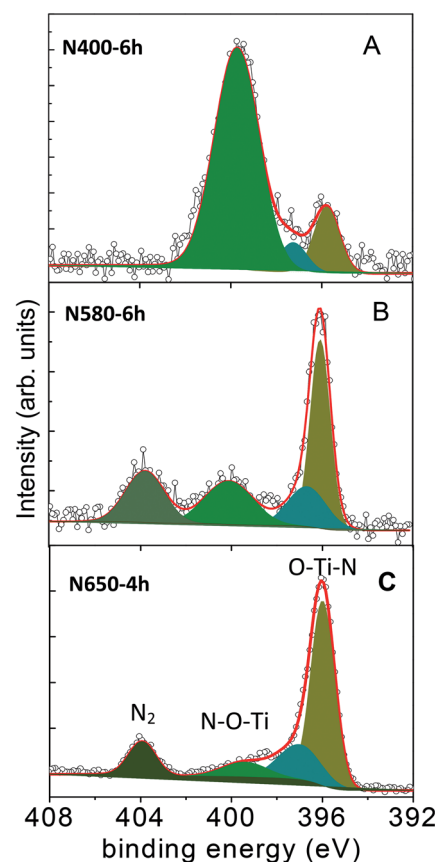 N400-6h
A
N580-6h
B
Intensity (arb. units)
O-Ti-N
N650-4h
C
N2
N-O-Ti
408 404 400 396 392
binding energy (eV)